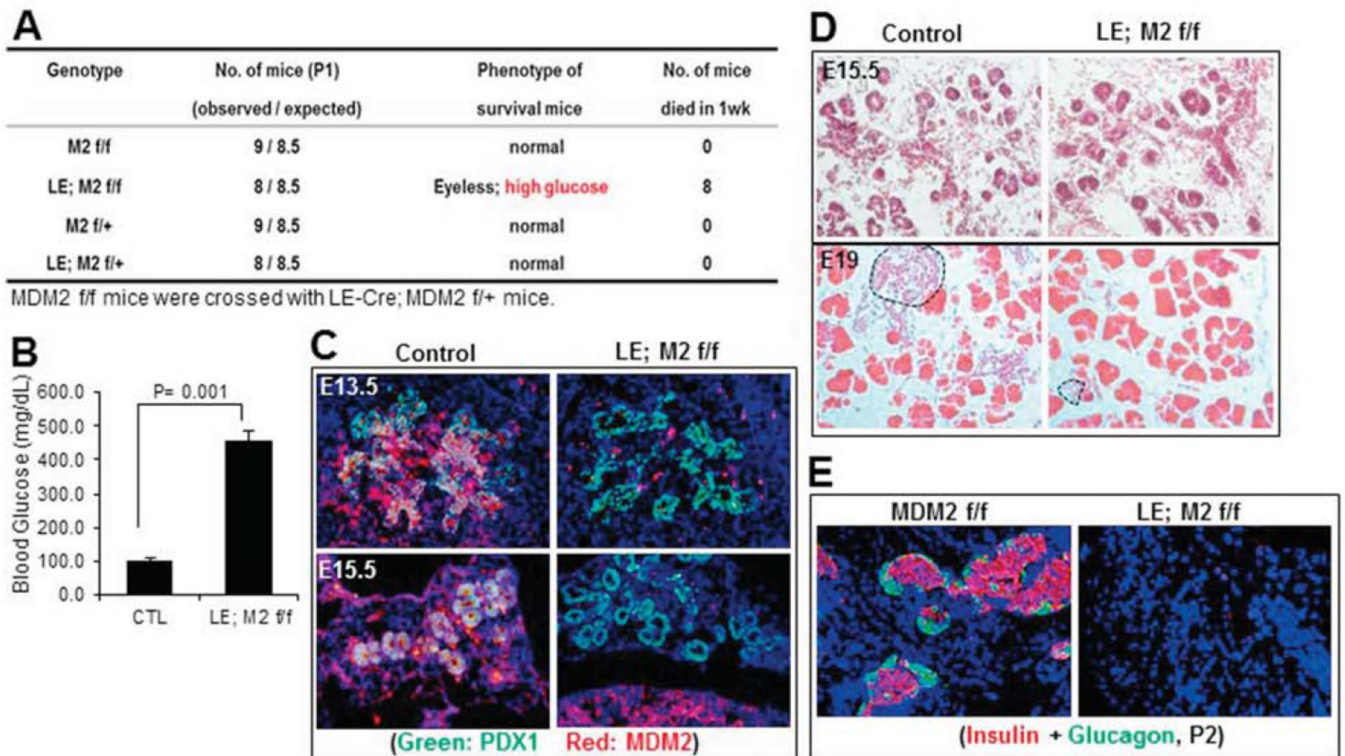 A
Genotype No. of mice (P1) Phenotype of No. of mice
(observed / expected) survival mice died in 1wk
M2 f/f 9 / 8.5 normal 0
LE; M2 f/f 8 / 8.5 Eyeless; high glucose 8
M2 f/+ 9 / 8.5 normal 0
LE; M2 f/+ 8 / 8.5 normal 0
MDM2 f/f mice were crossed with LE-Cre; MDM2 f/+ mice.
B
Blood Glucose (mg/dL)
600.0
500.0
400.0
300.0
200.0
100.0
0.0
P= 0.001
CTL LE; M2 f/f
C
Control LE; M2 f/f
E13.5
E15.5
(Green: PDX1 Red: MDM2)
D
Control LE; M2 f/f
E15.5
E19
E
MDM2 f/f LE; M2 f/f
(Insulin + Glucagon, P2)